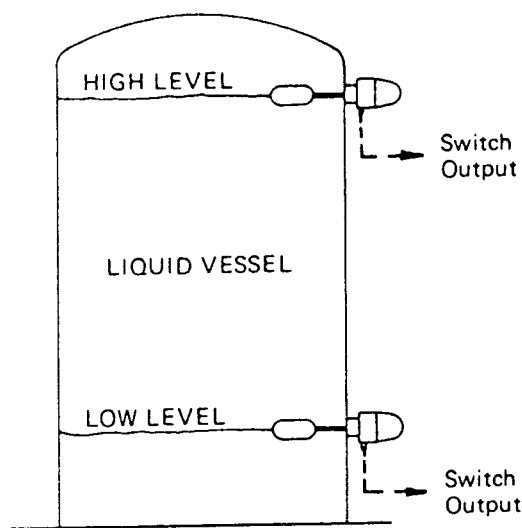 HIGH LEVEL
Switch
Output
LIQUID VESSEL
LOW LEVEL
Switch
Output